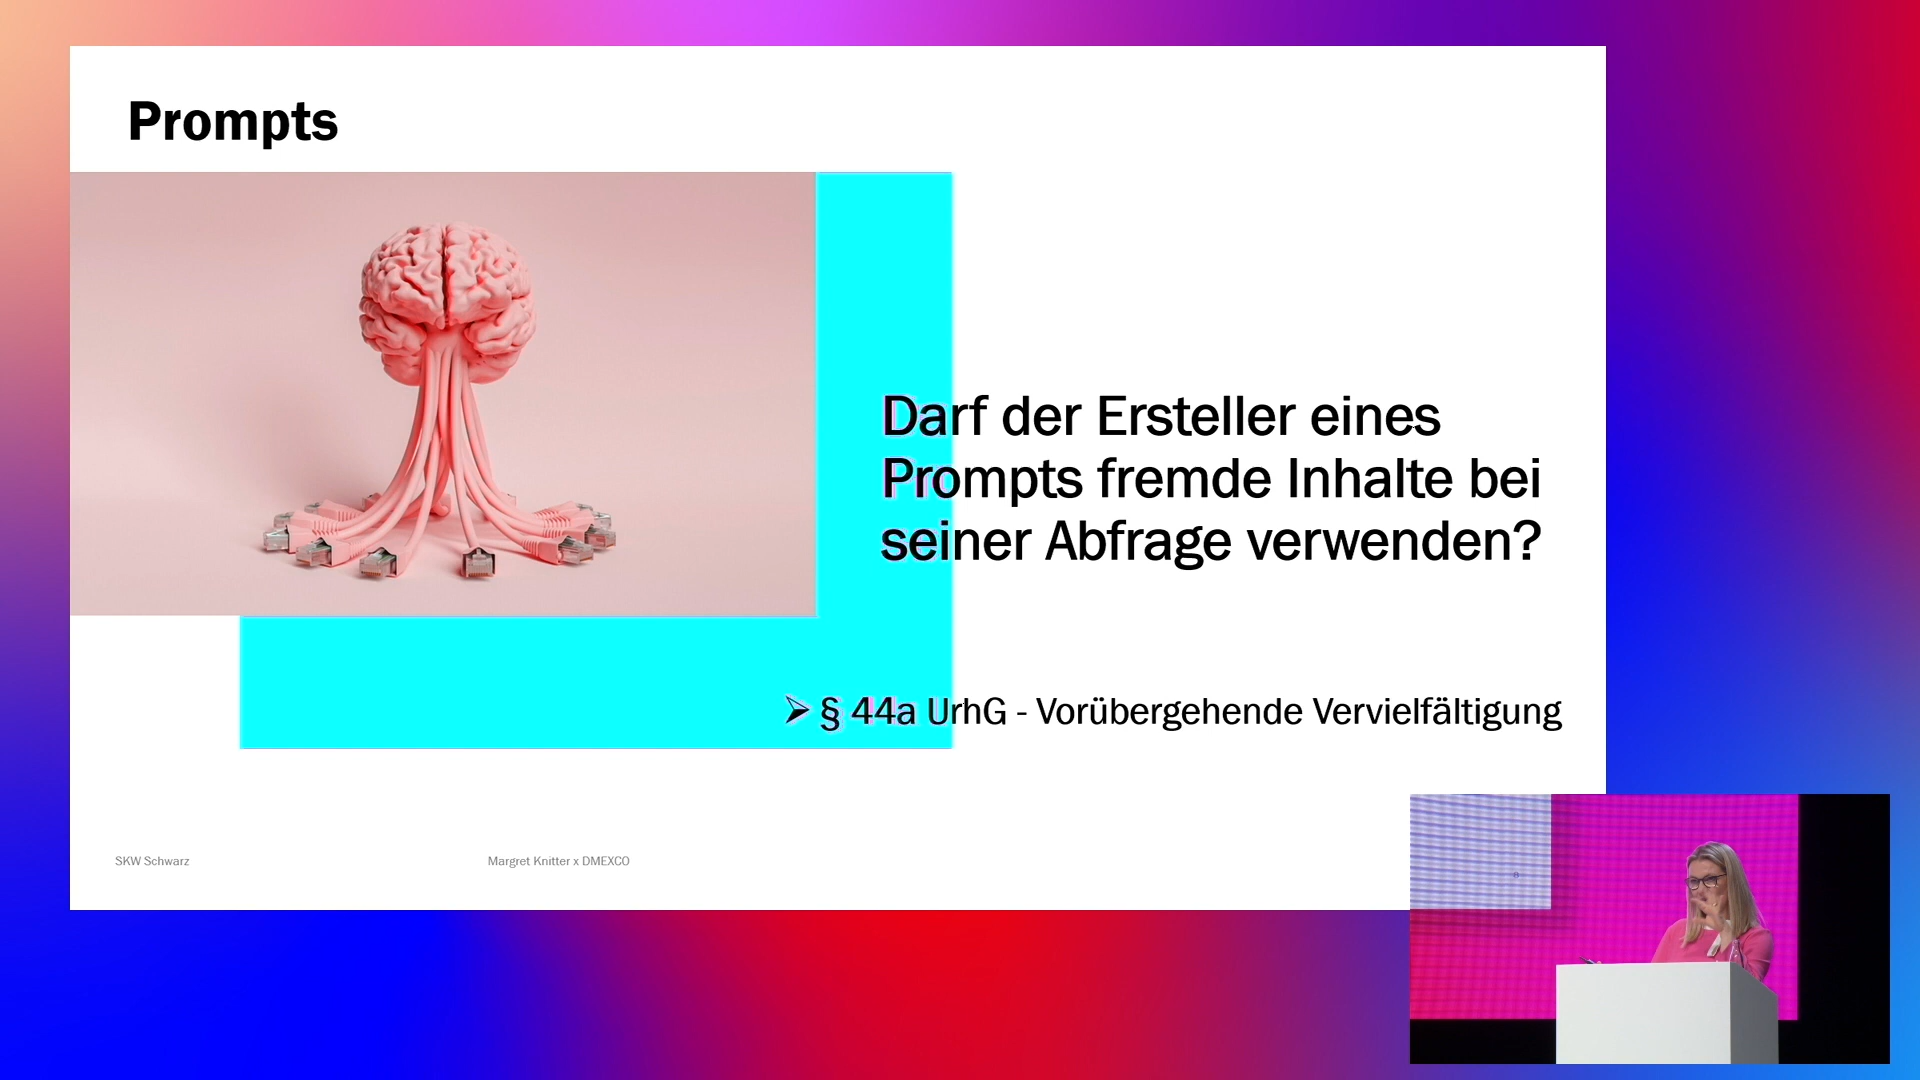 Prompts
Darf der Ersteller eines
Prompts fremde Inhalte bei
seiner Abfrage verwenden?
➢ § 44a UrhG - Vorübergehende Vervielfältigung
SKW Schwarz
Margret Knitter x DMEXCO
8